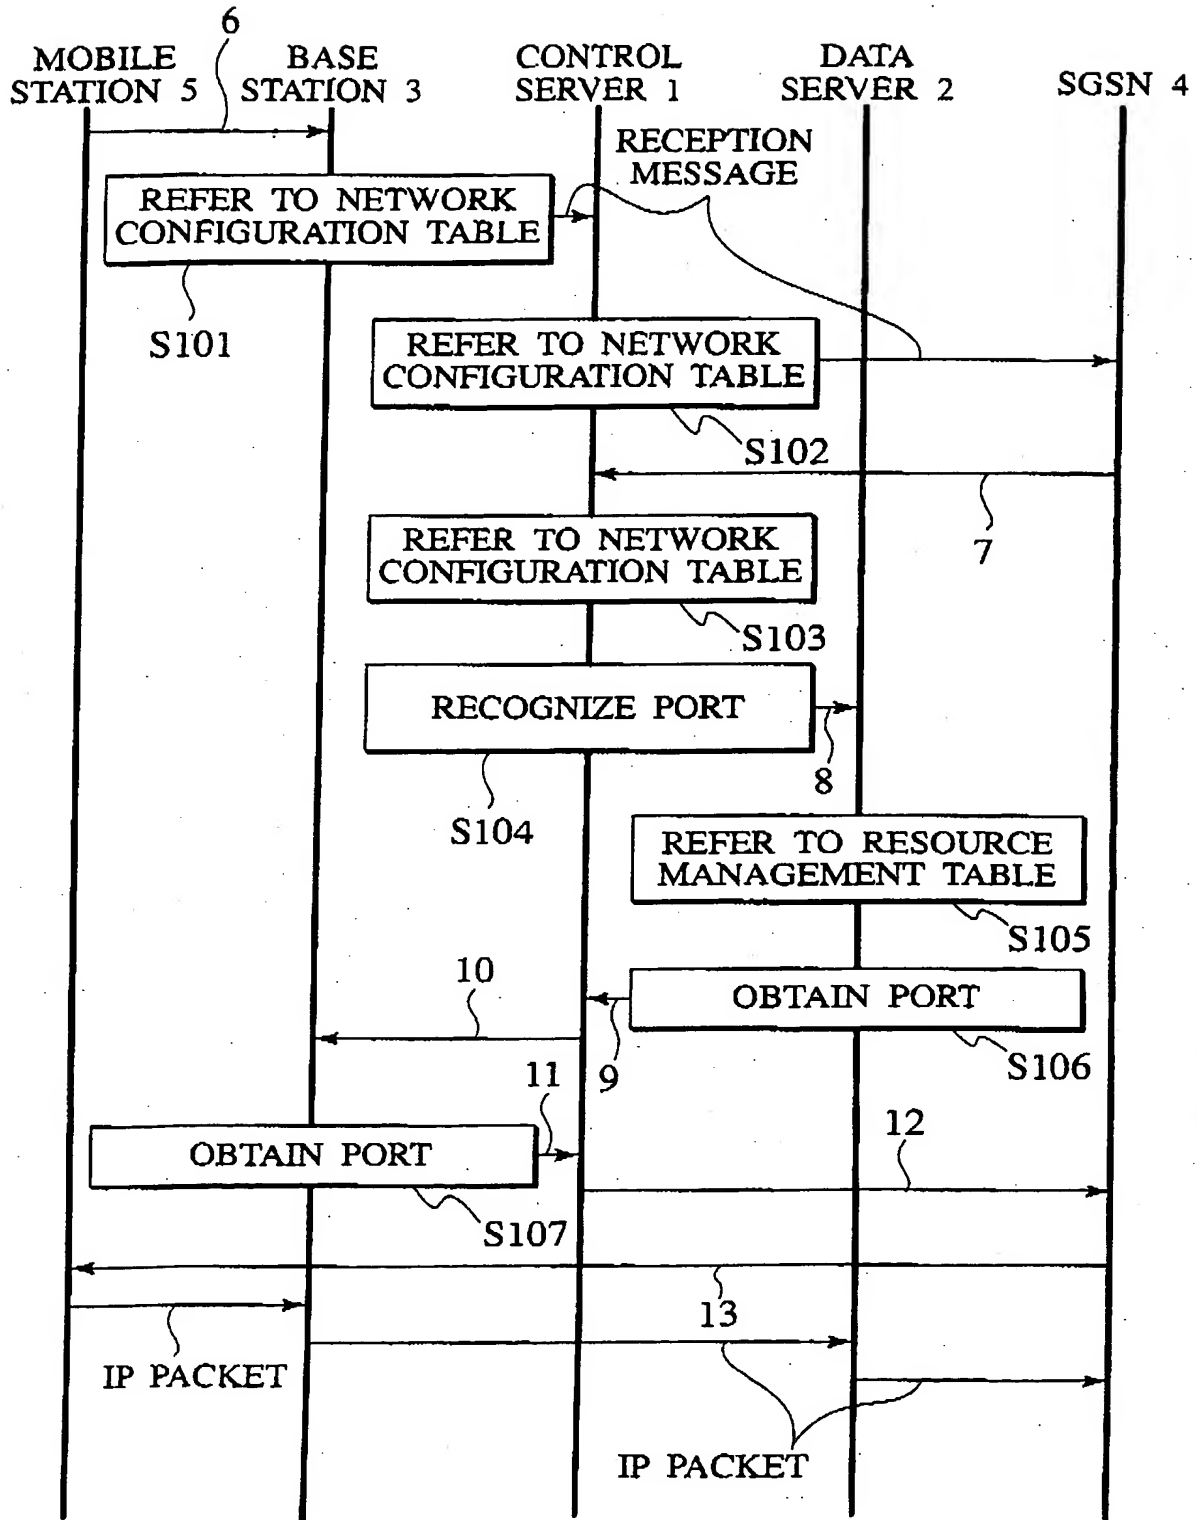 6
MOBILE
STATION 5
BASE
STATION 3
CONTROL
SERVER 1
DATA
SERVER 2
SGSN 4
RECEPTION
MESSAGE
REFER TO NETWORK
CONFIGURATION TABLE
S101
REFER TO NETWORK
CONFIGURATION TABLE
S102
7
REFER TO NETWORK
CONFIGURATION TABLE
S103
RECOGNIZE PORT
8
S104
REFER TO RESOURCE
MANAGEMENT TABLE
S105
10
OBTAIN PORT
9
S106
11
12
OBTAIN PORT
S107
13
IP PACKET
IP PACKET